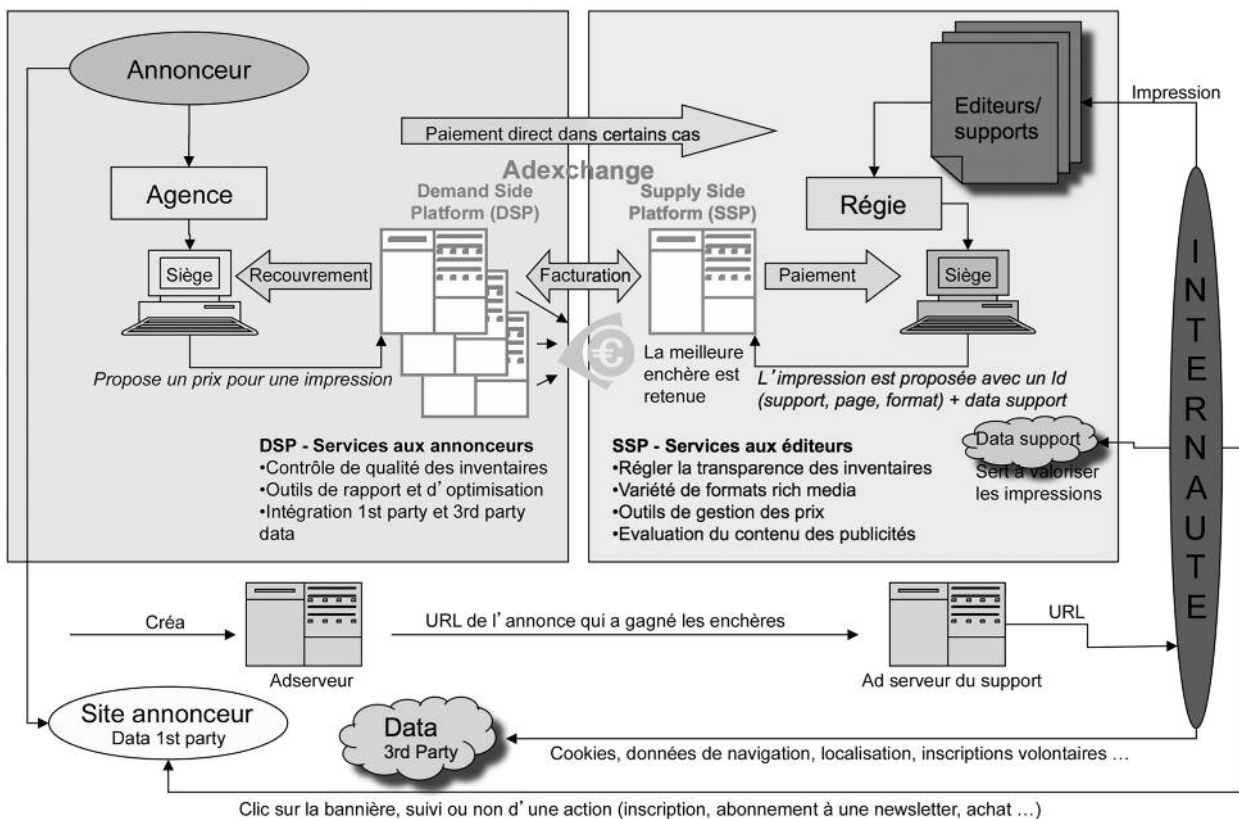 Annonceur
Agence
Siège
Recouvrement
Propose un prix pour une impression
Paiement direct dans certains cas
Adexchange
Demand Side
Platform (DSP)
Supply Side
Platform (SSP)
Facturation
€
Paiement
La meilleure
enchère est
retenue
Editeurs/
supports
Impression
Régie
Siège
L'impression est proposée avec un Id
(support, page, format) + data support
DSP - Services aux annonceurs
•Contrôle de qualité des inventaires
•Outils de rapport et d'optimisation
•Intégration 1st party et 3rd party
data
SSP - Services aux éditeurs
•Régler la transparence des inventaires
•Variété de formats rich media
•Outils de gestion des prix
•Evaluation du contenu des publicités
Data support
Sert à valoriser
les impressions
INTERNAUTE
Créa
Adserveur
URL de l'annonce qui a gagné les enchères
Ad serveur du support
URL
Site annonceur
Data 1st party
Data
3rd Party
Cookies, données de navigation, localisation, inscriptions volontaires …
Clic sur la bannière, suivi ou non d'une action (inscription, abonnement à une newsletter, achat …)